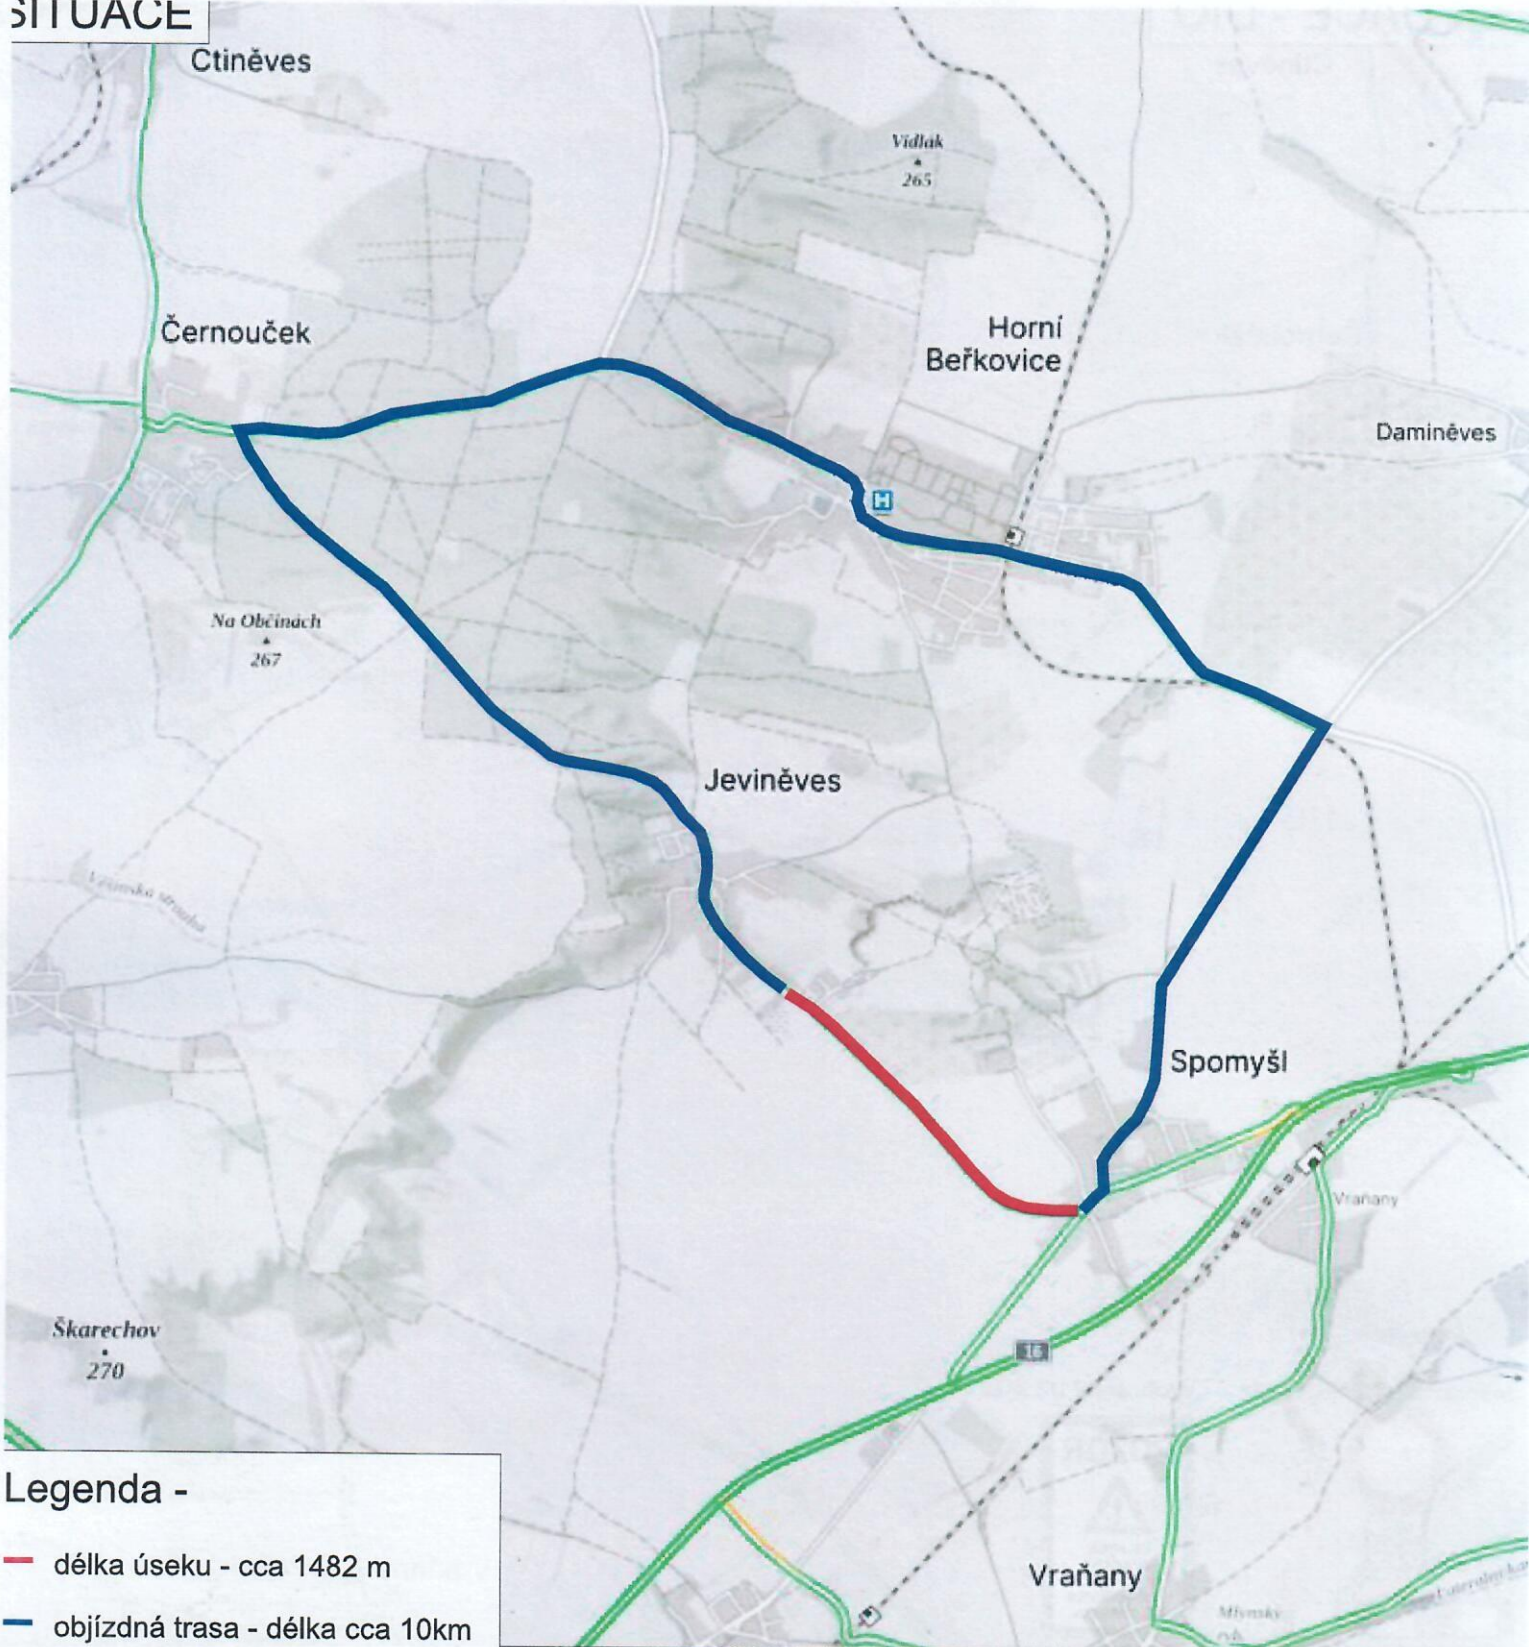 SITUACE
Ctiněves
Vidlák
265
Černouček
Horní
Beřkovice
Daminěves
H
Na Občinách
267
Jeviněves
Spomyšl
Vraňany
Škarechov
270
16
Legenda -
délka úseku - cca 1482 m
objízdná trasa - délka cca 10km
Vraňany
Mlýnský